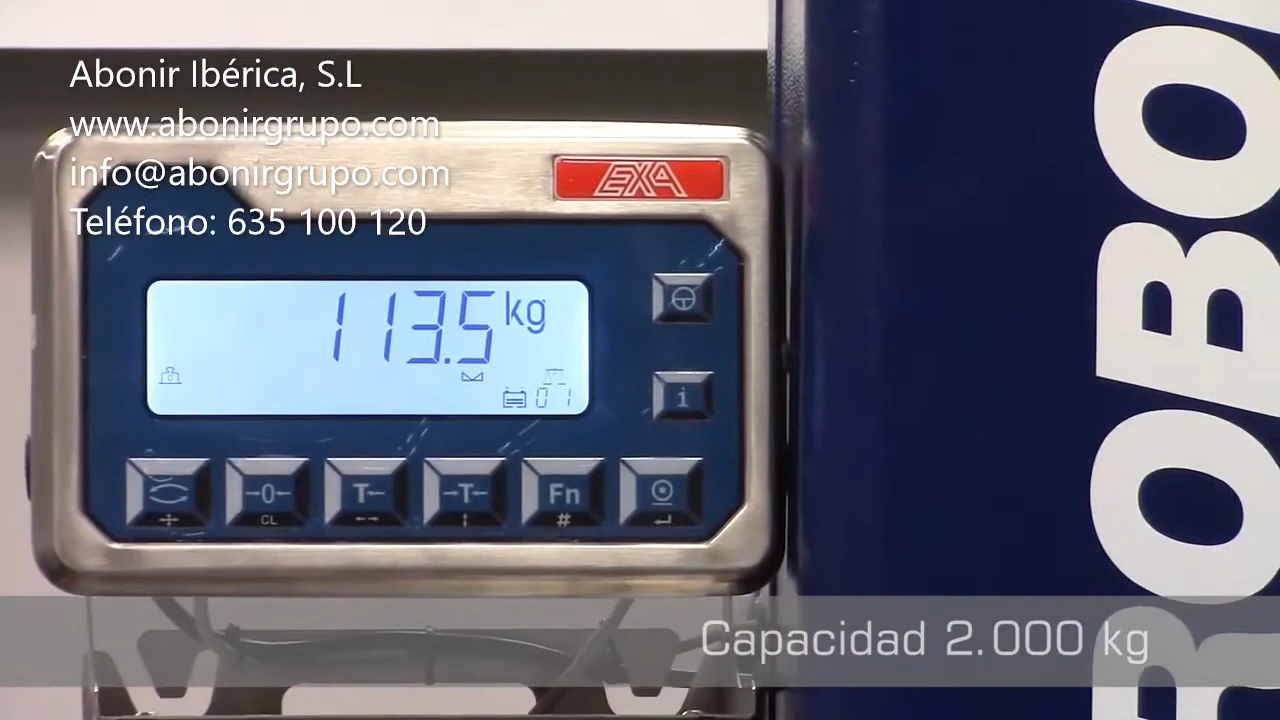 Abonir Ibérica, S.L
www.abonirgrupo.com
info@abonirgrupo.com
Teléfono: 635 100 120
EXA
113.5 kg
01
i
→0←
CL
T←
→T←
Fn
#
ROBO
Capacidad 2.000 kg